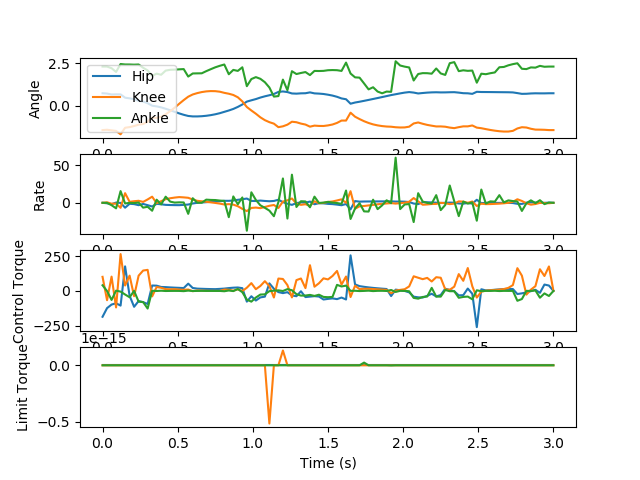 2.5
0.0
Angle
Hip
Knee
Ankle
0.0 0.5 1.0 1.5 2.0 2.5 3.0
50
0
Rate
0.0 0.5 1.0 1.5 2.0 2.5 3.0
250
0
−250
Control Torque
0.0 0.5 1.0 1.5 2.0 2.5 3.0
1e−15
0.0
−0.5
Limit Torque
0.0 0.5 1.0 1.5 2.0 2.5 3.0
Time (s)